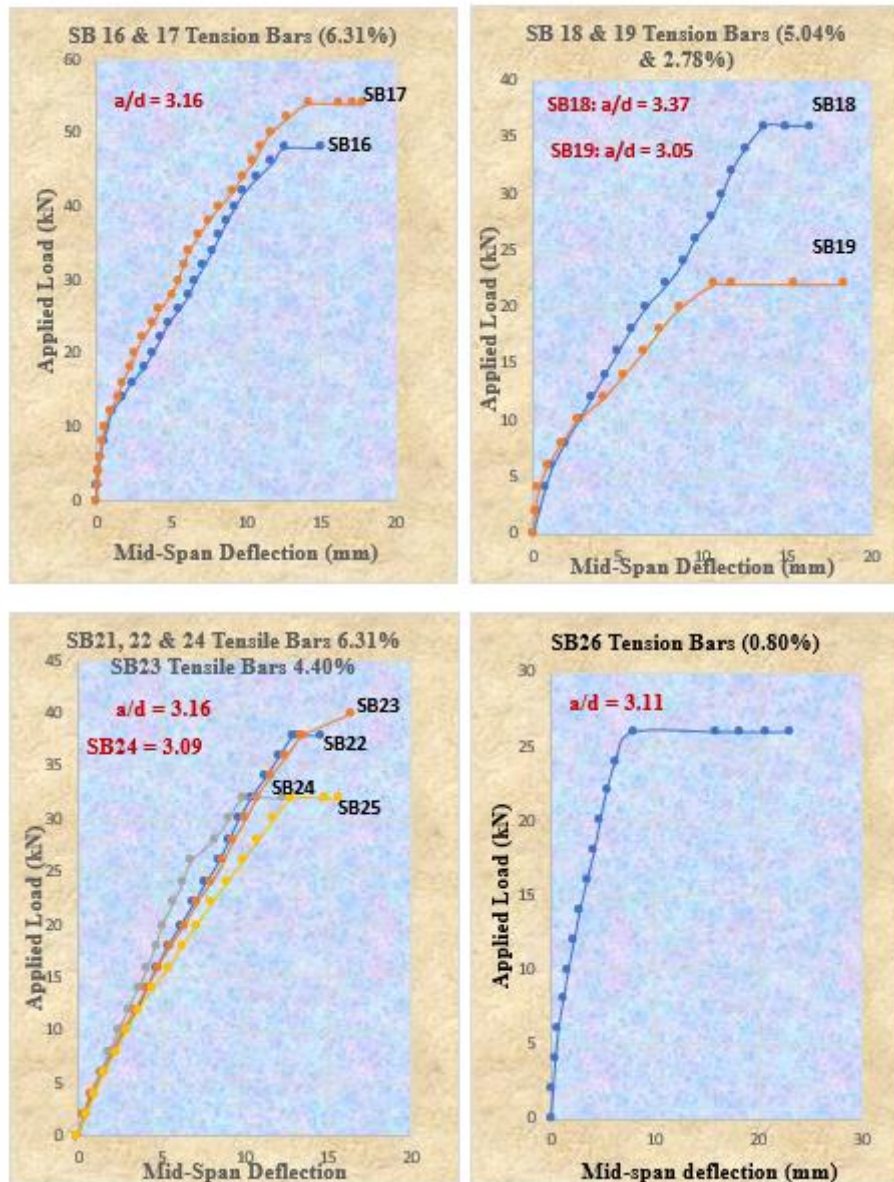 SB 16 & 17 Tension Bars (6.31%)
60
a/d = 3.16
SB17
50
SB16
40
30
20
10
0
Applied Load (kN)
0 5 10 15 20
Mid-Span Deflection (mm)
SB 18 & 19 Tension Bars (5.04%
& 2.78%)
40
SB18: a/d = 3.37
SB18
35
SB19: a/d = 3.05
30
25
SB19
20
15
10
5
0
Applied Load (kN)
0 5 10 15 20
Mid-Span Deflection (mm)
SB21, 22 & 24 Tensile Bars 6.31%
SB23 Tensile Bars 4.40%
45
a/d = 3.16
SB23
40
SB24 = 3.09
SB22
35
SB24
30
SB25
25
20
15
10
5
0
Applied Load (kN)
0 5 10 15 20
Mid-Span Deflection
SB26 Tension Bars (0.80%)
30
a/d = 3.11
25
20
15
10
5
0
Applied Load (kN)
0 10 20 30
Mid-span deflection (mm)